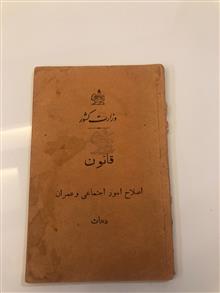 وزارت کشور
قانون
اصلاح امور اجتماعی و عمران
دهات